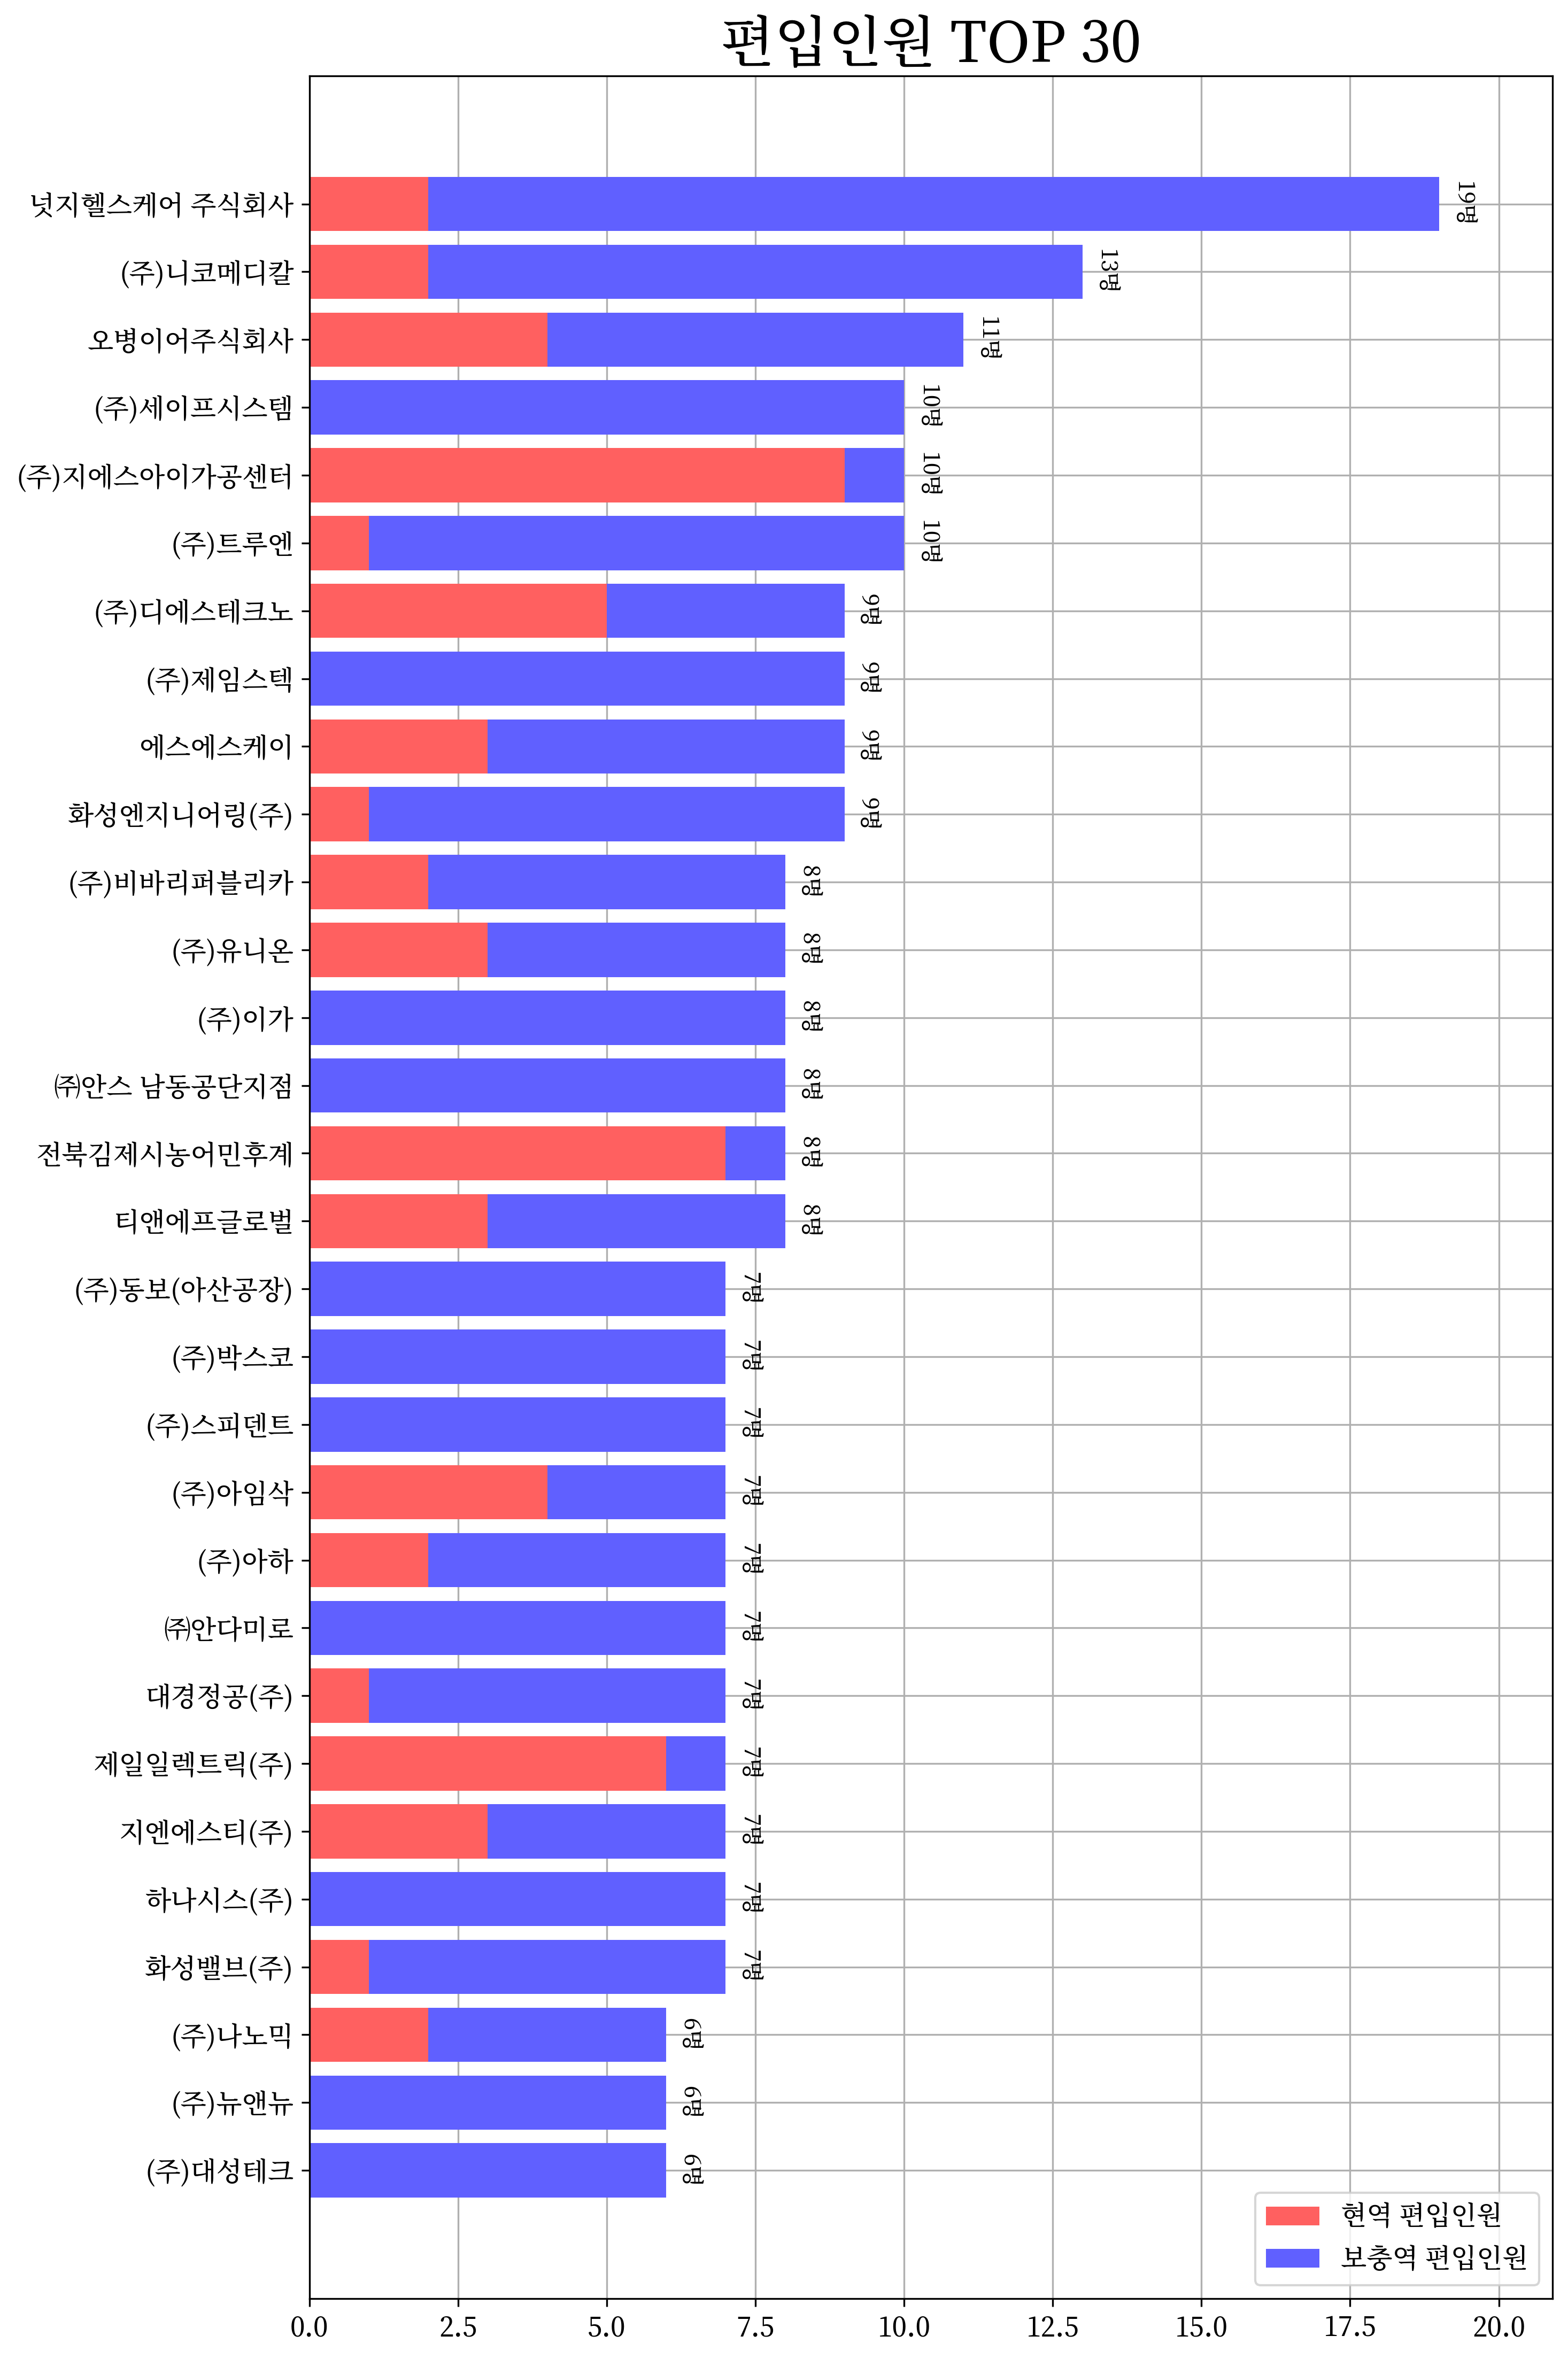 편입인원 TOP 30
넛지헬스케어 주식회사
19명
(주)니코메디칼
13명
오병이어주식회사
11명
(주)세이프시스템
10명
(주)지에스아이가공센터
10명
(주)트루엔
10명
(주)디에스테크노
9명
(주)제임스텍
9명
에스에스케이
9명
화성엔지니어링(주)
9명
(주)비바리퍼블리카
8명
(주)유니온
8명
(주)이가
8명
㈜안스 남동공단지점
8명
전북김제시농어민후계
8명
티앤에프글로벌
8명
(주)동보(아산공장)
7명
(주)박스코
7명
(주)스피덴트
7명
(주)아임삭
7명
(주)아하
7명
㈜안다미로
7명
대경정공(주)
7명
제일일렉트릭(주)
7명
지엔에스티(주)
7명
하나시스(주)
7명
화성밸브(주)
7명
(주)나노믹
6명
(주)뉴앤뉴
6명
(주)대성테크
6명
현역 편입인원
보충역 편입인원
0.0 2.5 5.0 7.5 10.0 12.5 15.0 17.5 20.0